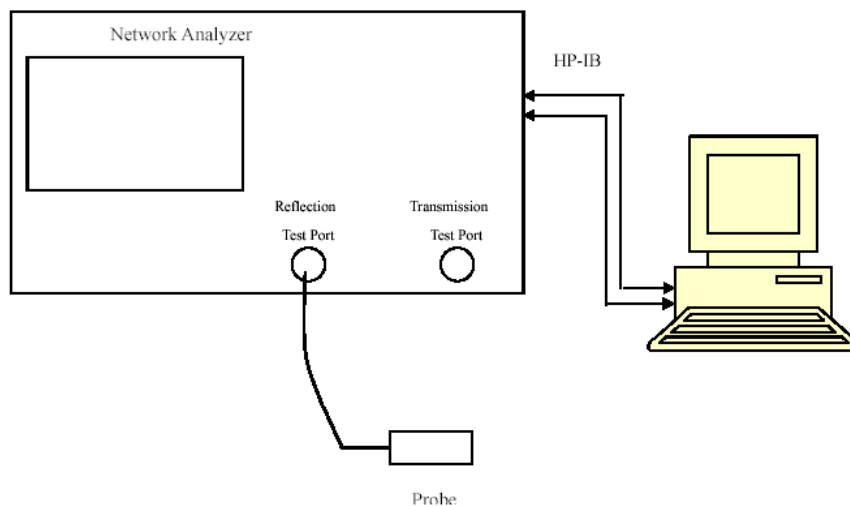 Network Analyzer
HP-IB
Reflection
Test Port
Transmission
Test Port
Probe